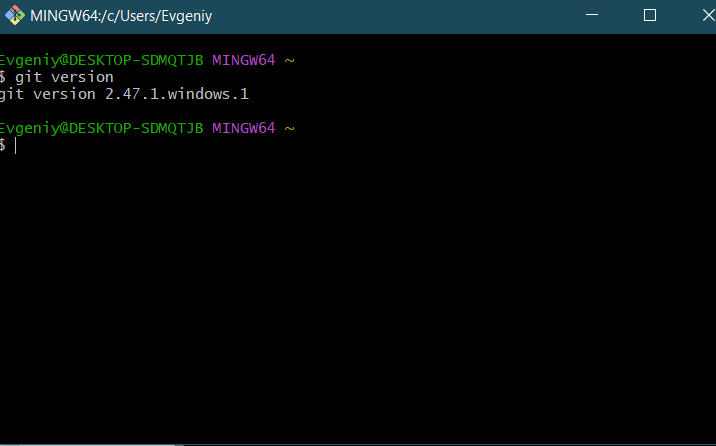 MINGW64:/c/Users/Evgeniy
Evgeniy@DESKTOP-SDMQTJB MINGW64 ~
$ git version
git version 2.47.1.windows.1
Evgeniy@DESKTOP-SDMQTJB MINGW64 ~
$